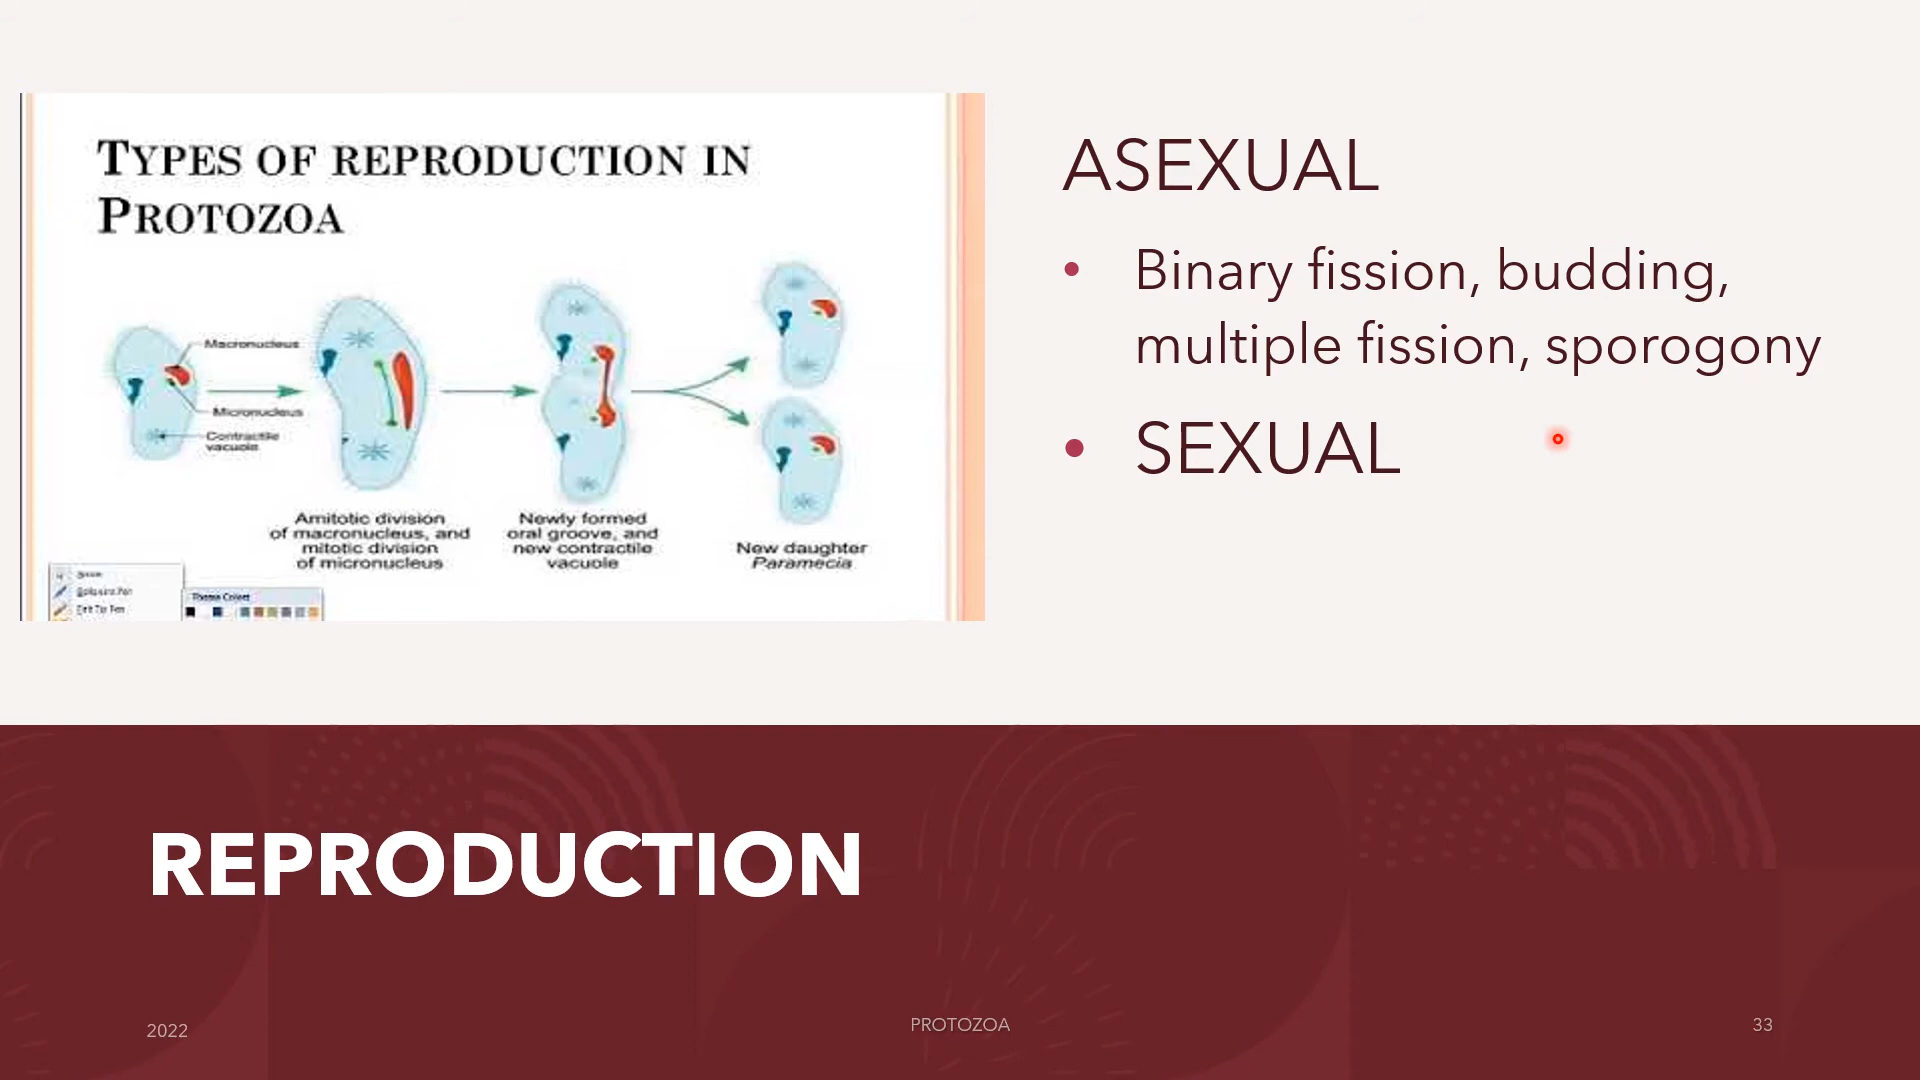 TYPES OF REPRODUCTION IN
PROTOZOA
Macronucleus
Micronucleus
Contractile
vacuole
Amitotic division
of macronucleus, and
mitotic division
of micronucleus
Newly formed
oral groove, and
new contractile
vacuole
New daughter
Paramecia
Theme Colors
ASEXUAL
• Binary fission, budding,
multiple fission, sporogony
• SEXUAL
REPRODUCTION
2022
PROTOZOA
33